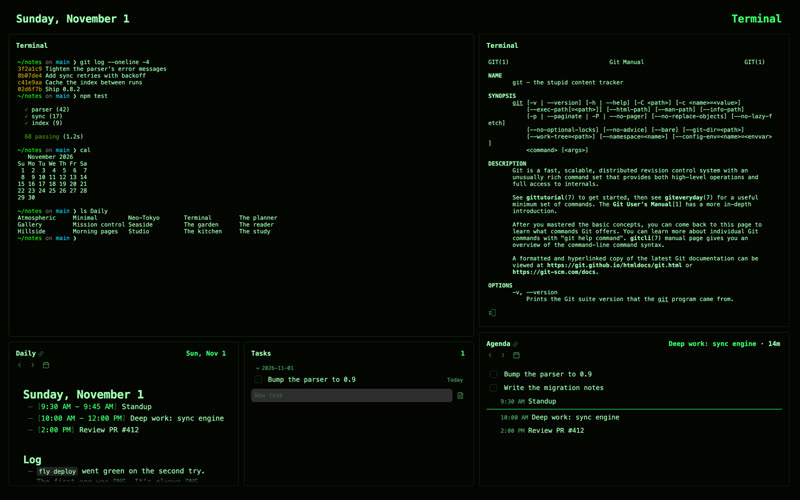 Sunday, November 1
Terminal
Terminal
~/notes on main ❯ git log --oneline -4
3f2a1c9 Tighten the parser's error messages
8b07de4 Add sync retries with backoff
c41e9aa Cache the index between runs
02d6f7b Ship 0.8.2
~/notes on main ❯ npm test
✓ parser (42)
✓ sync (17)
✓ index (9)
68 passing (1.2s)
~/notes on main ❯ cal
November 2026
Su Mo Tu We Th Fr Sa
1 2 3 4 5 6 7
8 9 10 11 12 13 14
15 16 17 18 19 20 21
22 23 24 25 26 27 28
29 30
~/notes on main ❯ ls Daily
Atmospheric Minimal Neo-Tokyo Terminal The planner
Gallery Mission control Seaside The garden The reader
Hillside Morning pages Studio The kitchen The study
~/notes on main ❯
Terminal
GIT(1) Git Manual GIT(1)
NAME
git - the stupid content tracker
SYNOPSIS
git [-v | --version] [-h | --help] [-C <path>] [-c <name>=<value>]
[--exec-path[=<path>]] [--html-path] [--man-path] [--info-path]
[-p | --paginate | -P | --no-pager] [--no-replace-objects] [--no-lazy-f
etch]
[--no-optional-locks] [--no-advice] [--bare] [--git-dir=<path>]
[--work-tree=<path>] [--namespace=<name>] [--config-env=<name>=<envvar>
]
<command> [<args>]
DESCRIPTION
Git is a fast, scalable, distributed revision control system with an
unusually rich command set that provides both high-level operations and
full access to internals.
See gittutorial(7) to get started, then see giteveryday(7) for a useful
minimum set of commands. The Git User's Manual[1] has a more in-depth
introduction.
After you mastered the basic concepts, you can come back to this page to
learn what commands Git offers. You can learn more about individual Git
commands with "git help command". gitcli(7) manual page gives you an
overview of the command-line command syntax.
A formatted and hyperlinked copy of the latest Git documentation can be
viewed at https://git.github.io/htmldocs/git.html or
https://git-scm.com/docs.
OPTIONS
-v, --version
Prints the Git suite version that the git program came from.
:
Daily
Sun, Nov 1
Sunday, November 1
— [9:30 AM – 9:45 AM] Standup
— [10:00 AM – 12:00 PM] Deep work: sync engine
— [2:00 PM] Review PR #412
Log
— fly deploy went green on the second try.
The first one was DNS. It's always DNS.
Tasks
1
2026-11-01
Bump the parser to 0.9
Today
New task
Agenda
Deep work: sync engine · 14m
Bump the parser to 0.9
Write the migration notes
9:30 AM Standup
10:00 AM Deep work: sync engine
2:00 PM Review PR #412